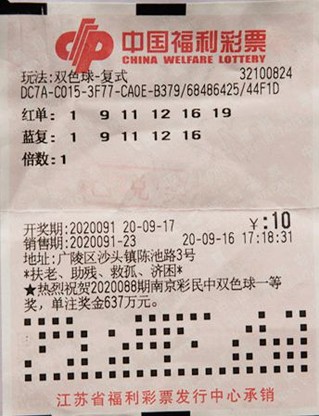 中国福利彩票
CHINA WELFARE LOTTERY
玩法:双色球-复式 32100824
DC7A-C015-3F77-CA0E-B379/68486425/44F1D
红单: 1 9 11 12 16 19
蓝复: 1 9 11 12 16
倍数:1
开奖期:2020091 20-09-17 ¥:10
销售期:2020091-23 20-09-16 17:18:31
地址:广陵区沙头镇陈池路3号
*扶老、助残、救孤、济困*
★热烈祝贺2020088期南京彩民中双色球一等
奖,单注奖金637万元。
江苏省福利彩票发行中心承销